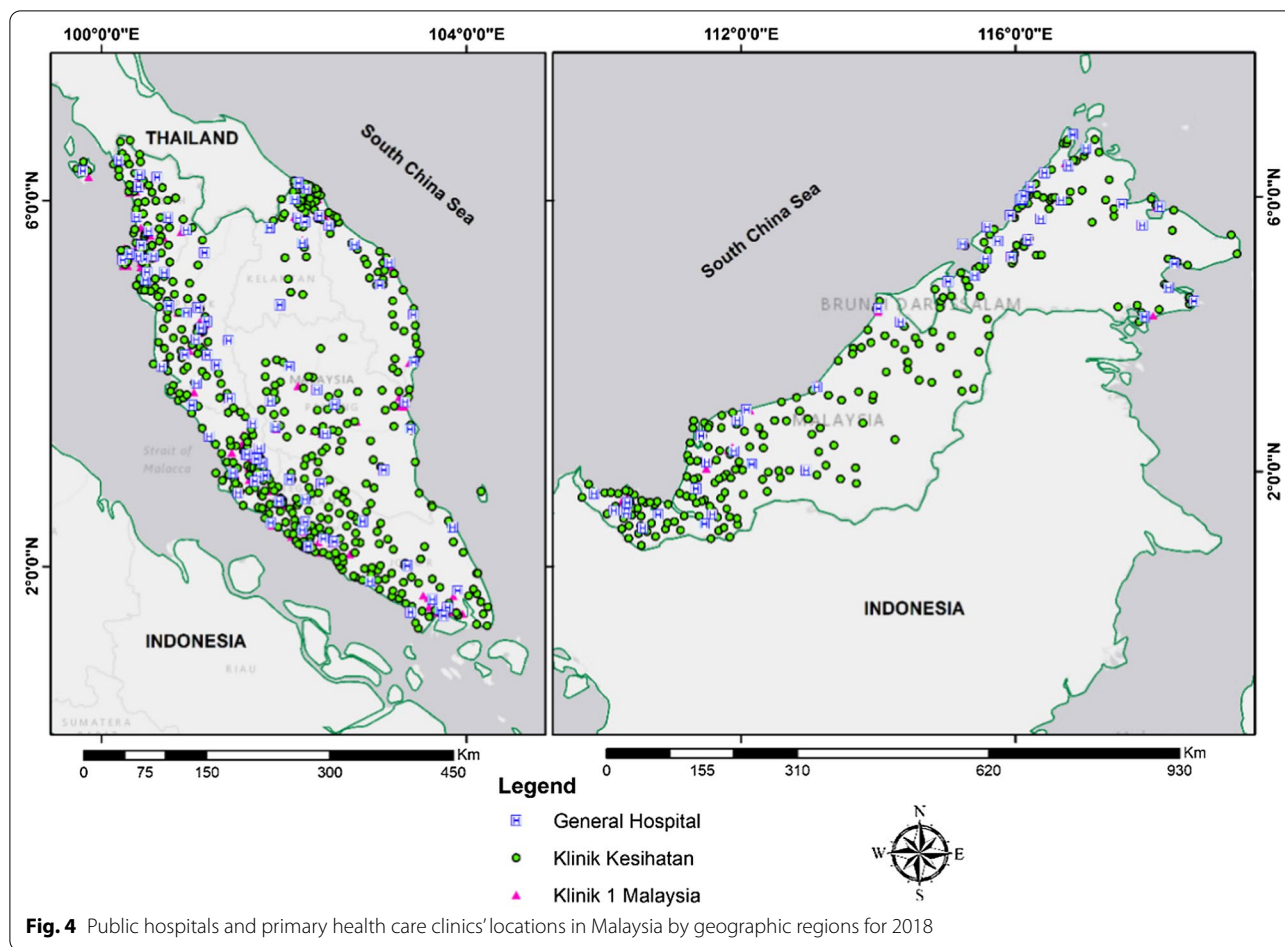 100°0'0"E
104°0'0"E
112°0'0"E
116°0'0"E
THAILAND
South China Sea
South China Sea
6°0'0"N
6°0'0"N
KELANTAN
BRUNEI DARUSSALAM
MALAYSIA
MALAYSIA
Strait of
Malacca
2°0'0"N
2°0'0"N
INDONESIA
INDONESIA
RIAU
SUMATERA
Km
0 75 150 300 450
Km
0 155 310 620 930
Legend
General Hospital
Klinik Kesihatan
Klinik 1 Malaysia
N
W E
S
Fig. 4 Public hospitals and primary health care clinics' locations in Malaysia by geographic regions for 2018